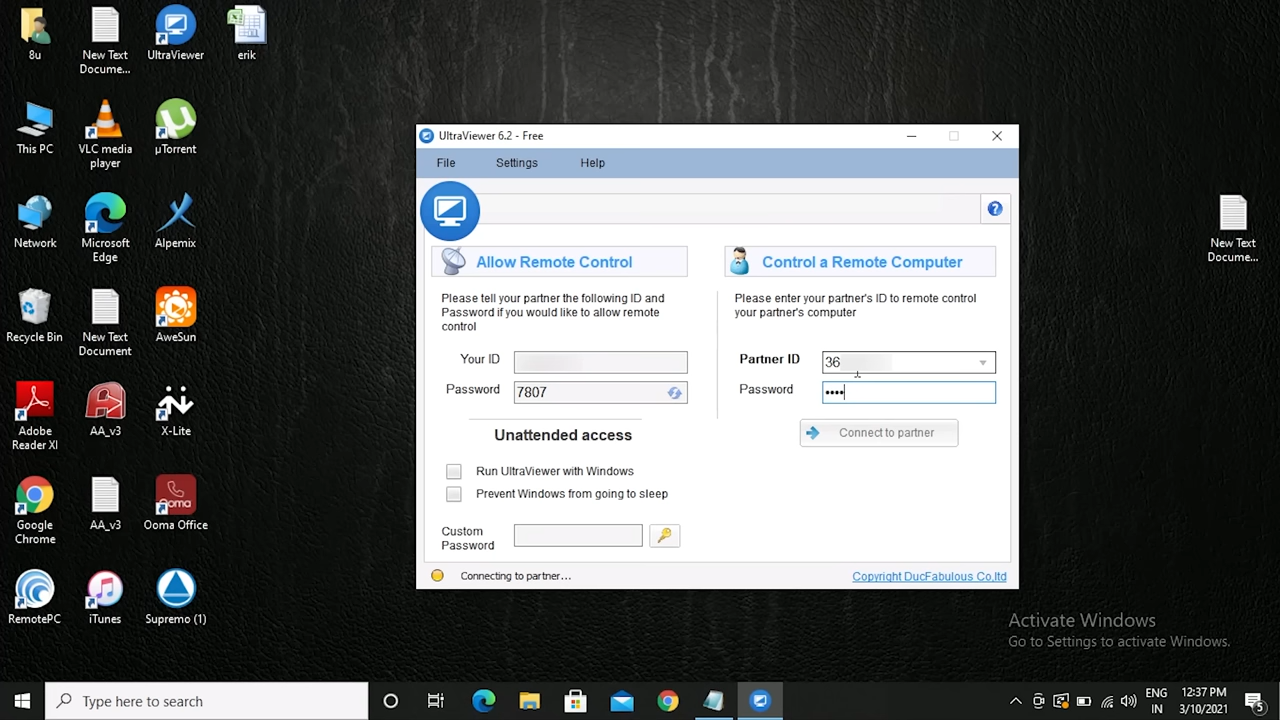 8u
New Text
Docume...
UltraViewer
erik
This PC
VLC media
player
µTorrent
Network
Microsoft
Edge
Alpemix
Recycle Bin
New Text
Document
AweSun
Adobe
Reader XI
AA_v3
X-Lite
Google
Chrome
AA_v3
Ooma
Ooma Office
RemotePC
iTunes
Supremo (1)
New Text
Docume...
UltraViewer 6.2 - Free
File Settings Help
?
Allow Remote Control
Please tell your partner the following ID and
Password if you would like to allow remote
control
Your ID
Password 7807
Unattended access
Run UltraViewer with Windows
Prevent Windows from going to sleep
Custom
Password
Control a Remote Computer
Please enter your partner's ID to remote control
your partner's computer
Partner ID 36
Password ••••
Connect to partner
Connecting to partner...
Copyright DucFabulous Co,ltd
Activate Windows
Go to Settings to activate Windows.
Type here to search
ENG
IN
12:37 PM
3/10/2021
5